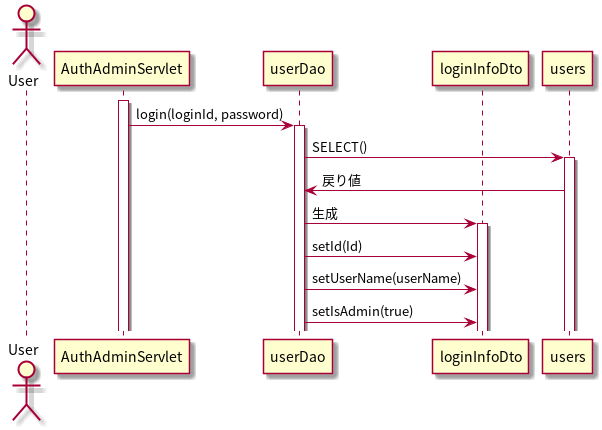 User
AuthAdminServlet
userDao
loginInfoDto
users
login(loginId, password)
SELECT()
戻り値
生成
setId(Id)
setUserName(userName)
setIsAdmin(true)
User
AuthAdminServlet
userDao
loginInfoDto
users